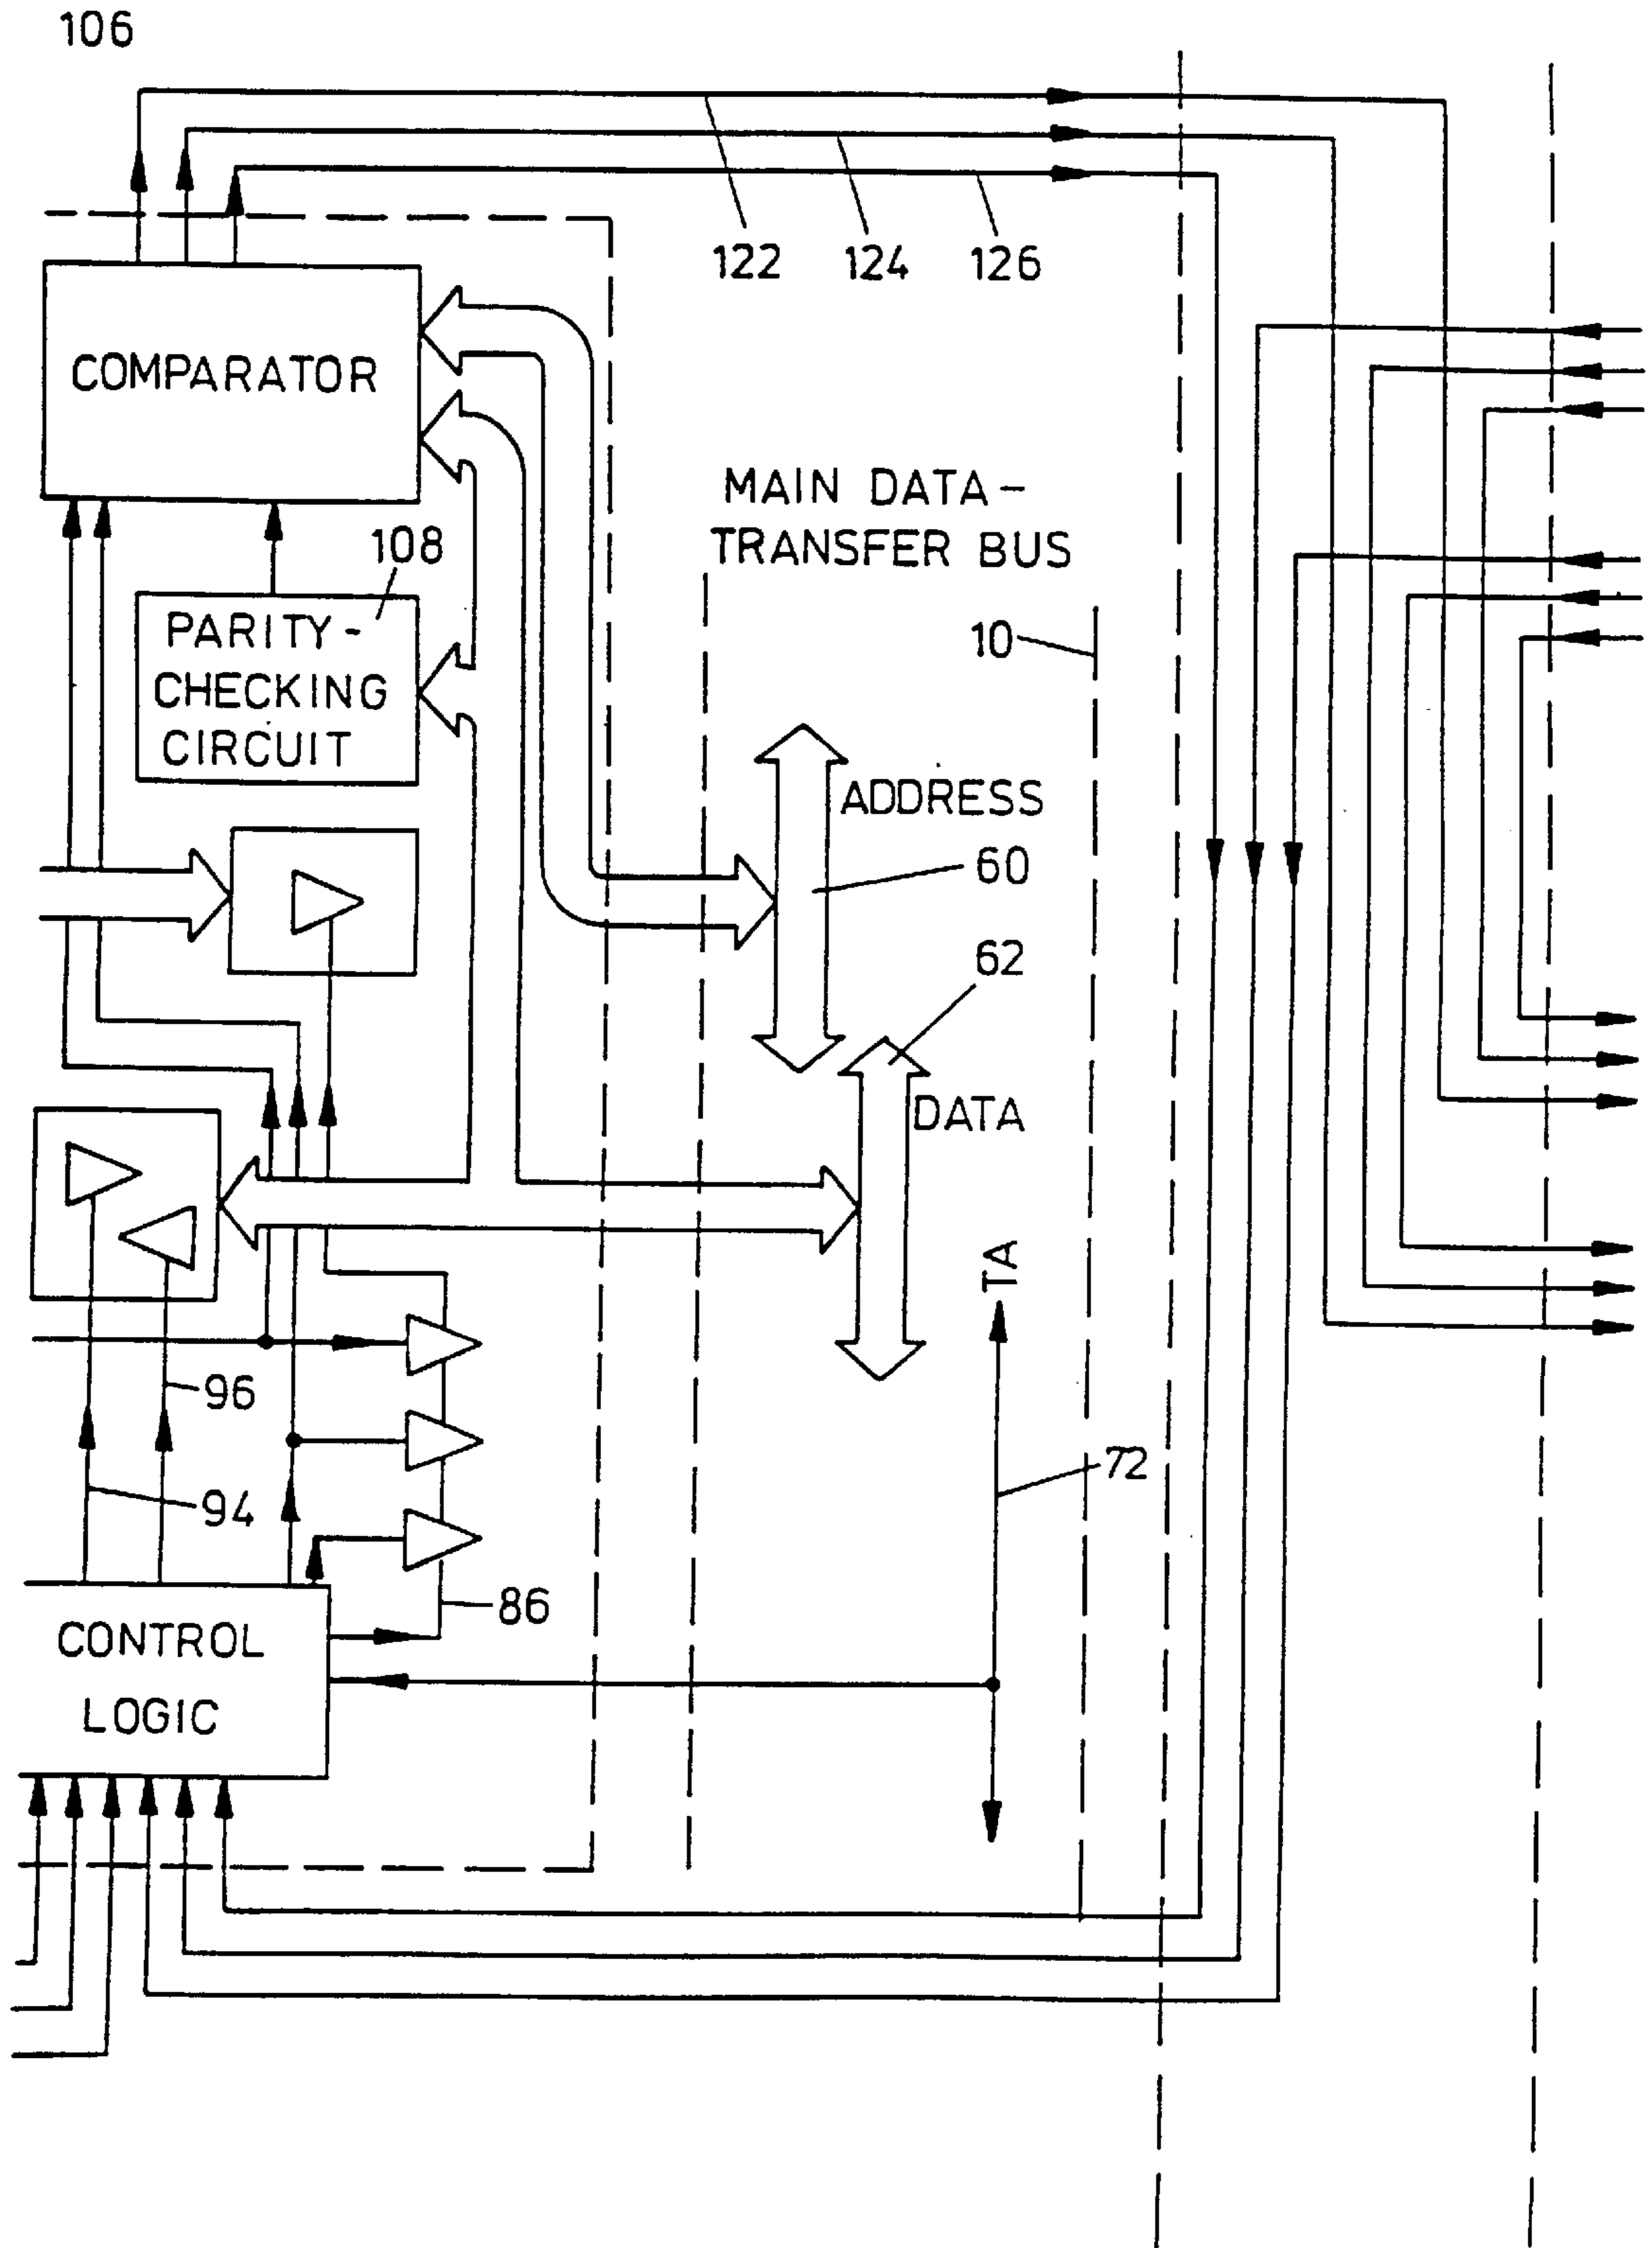 106
122
124
126
COMPARATOR
MAIN DATA-
TRANSFER BUS
108
PARITY-
CHECKING
CIRCUIT
10
ADDRESS
60
62
DATA
TA
96
94
72
86
CONTROL
LOGIC